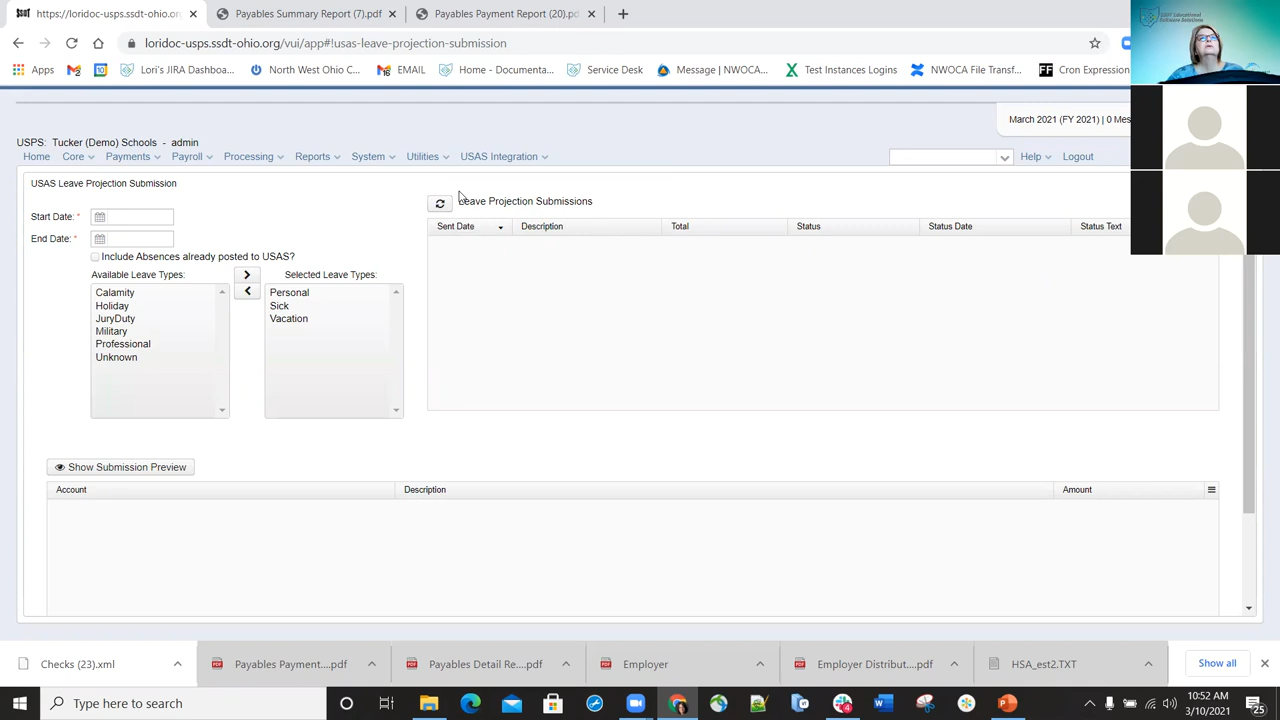 https://loridoc-usps.ssdt-ohio.org
Payables Summary Report (7).pdf
Payables Payment Report (20).pdf
loridoc-usps.ssdt-ohio.org/vui/app#!usas-leave-projection-submission
Apps
Lori's JIRA Dashboa...
North West Ohio C...
EMAIL
Home - Documenta...
Service Desk
Message | NWOCA...
Test Instances Logins
NWOCA File Transf...
Cron Expression
March 2021 (FY 2021) | 0 Mes
USPS: Tucker (Demo) Schools - admin
Home Core Payments Payroll Processing Reports System Utilities USAS Integration Help Logout
USAS Leave Projection Submission
Leave Projection Submissions
Start Date: *
End Date: *
Sent Date Description Total Status Status Date Status Text
Include Absences already posted to USAS?
Available Leave Types: Selected Leave Types:
Calamity
Holiday
JuryDuty
Military
Professional
Unknown
Personal
Sick
Vacation
Show Submission Preview
Account Description Amount
Checks (23).xml
Payables Payment....pdf
Payables Detail Re....pdf
Employer
Employer Distribut....pdf
HSA_est2.TXT
Show all
Type here to search
10:52 AM
3/10/2021
25